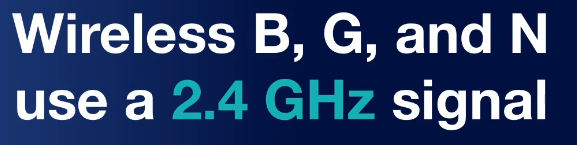 Wireless B, G, and N
use a 2.4 GHz signal